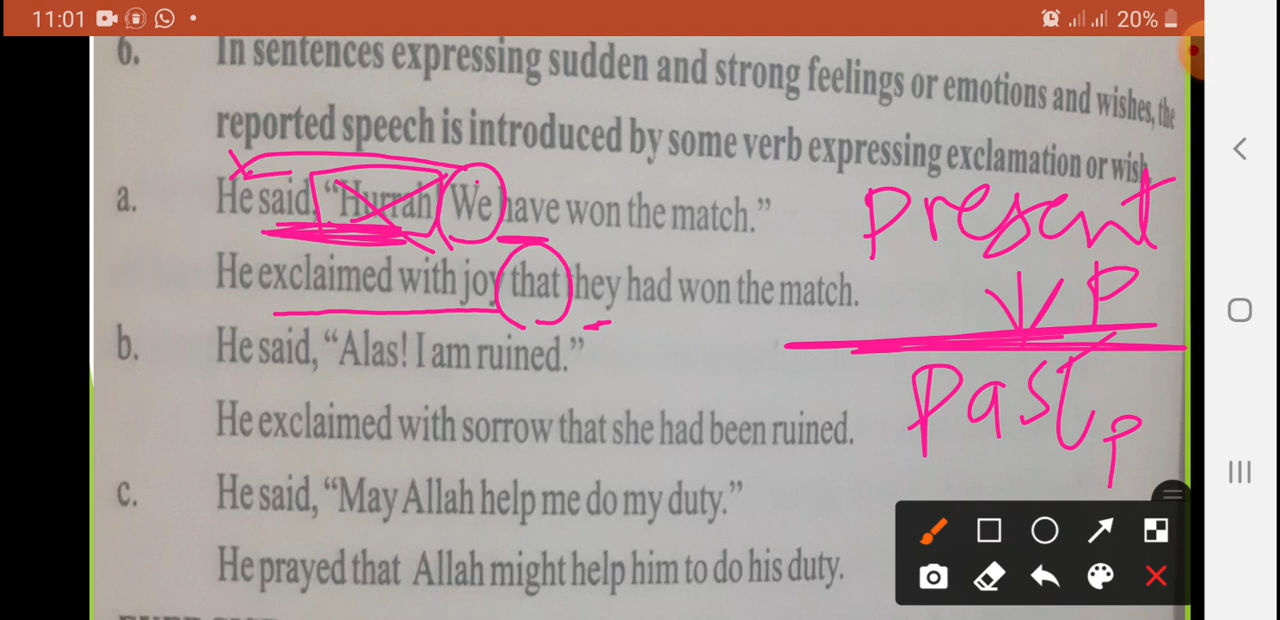 11:01 20%
6. In sentences expressing sudden and strong feelings or emotions and wishes, the
reported speech is introduced by some verb expressing exclamation or wish
a. He said, “Hurrah! We have won the match.”
He exclaimed with joy that they had won the match.
b. He said, “Alas! I am ruined.”
He exclaimed with sorrow that she had been ruined.
c. He said, “May Allah help me do my duty.”
He prayed that Allah might help him to do his duty.
Present
P
Past
P